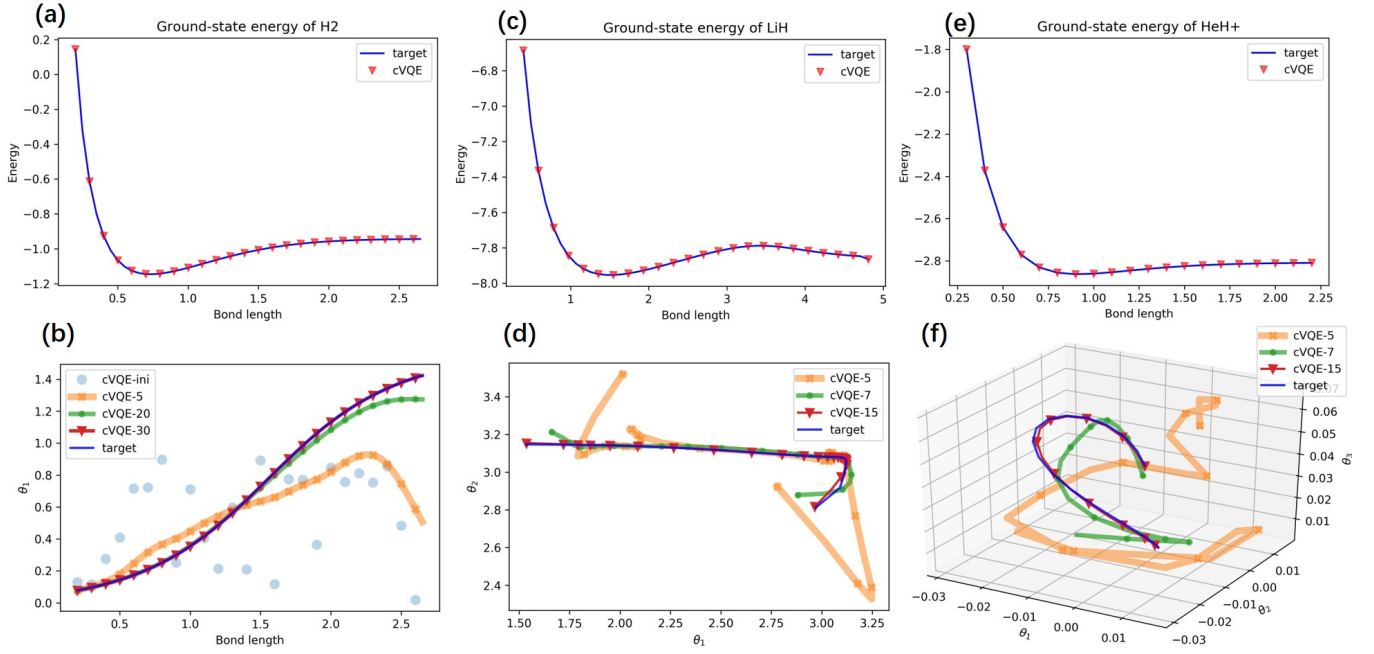 (a)
Ground-state energy of H2
target
cVQE
0.2
0.0
−0.2
−0.4
−0.6
−0.8
−1.0
−1.2
Energy
0.5
1.0
1.5
2.0
2.5
Bond length
(c)
Ground-state energy of LiH
target
cVQE
−6.8
−7.0
−7.2
−7.4
−7.6
−7.8
−8.0
Energy
1
2
3
4
5
Bond length
(e)
Ground-state energy of HeH+
target
cVQE
−1.8
−2.0
−2.2
−2.4
−2.6
−2.8
Energy
0.25
0.50
0.75
1.00
1.25
1.50
1.75
2.00
2.25
Bond length
(b)
cVQE-ini
cVQE-5
cVQE-20
cVQE-30
target
1.4
1.2
1.0
0.8
0.6
0.4
0.2
0.0
θ₁
0.5
1.0
1.5
2.0
2.5
Bond length
(d)
cVQE-5
cVQE-7
cVQE-15
target
3.4
3.2
3.0
2.8
2.6
2.4
θ₂
1.50
1.75
2.00
2.25
2.50
2.75
3.00
3.25
θ₁
(f)
cVQE-5
cVQE-7
cVQE-15
target
0.06
0.05
0.04
0.03
0.02
0.01
θ₃
0.01
0.00
−0.01
−0.02
−0.03
θ₂
−0.03
−0.02
−0.01
0.00
0.01
θ₁